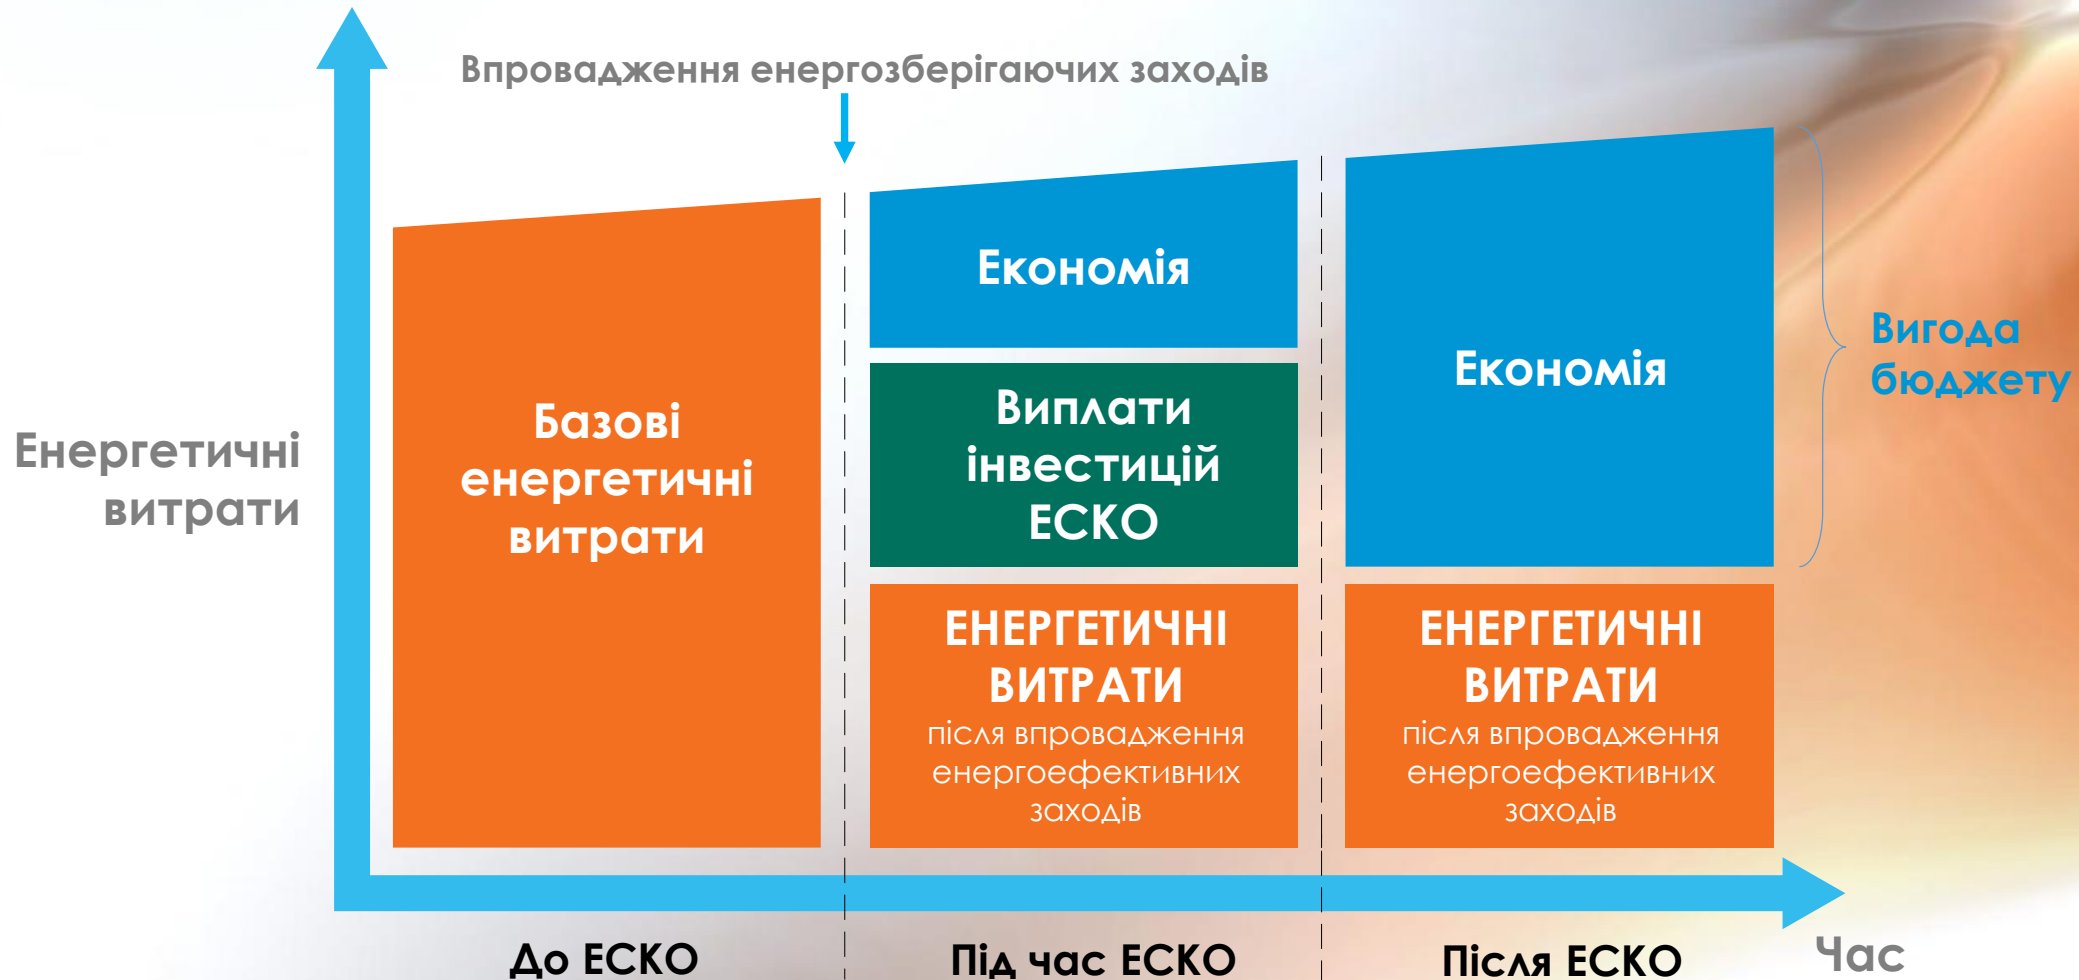 Впровадження енергозберігаючих заходів
Енергетичні
витрати
Базові
енергетичні
витрати
Економія
Виплати
інвестицій
ЕСКО
ЕНЕРГЕТИЧНІ
ВИТРАТИ
після впровадження
енергоефективних
заходів
Економія
ЕНЕРГЕТИЧНІ
ВИТРАТИ
після впровадження
енергоефективних
заходів
Вигода
бюджету
До ЕСКО
Під час ЕСКО
Після ЕСКО
Час